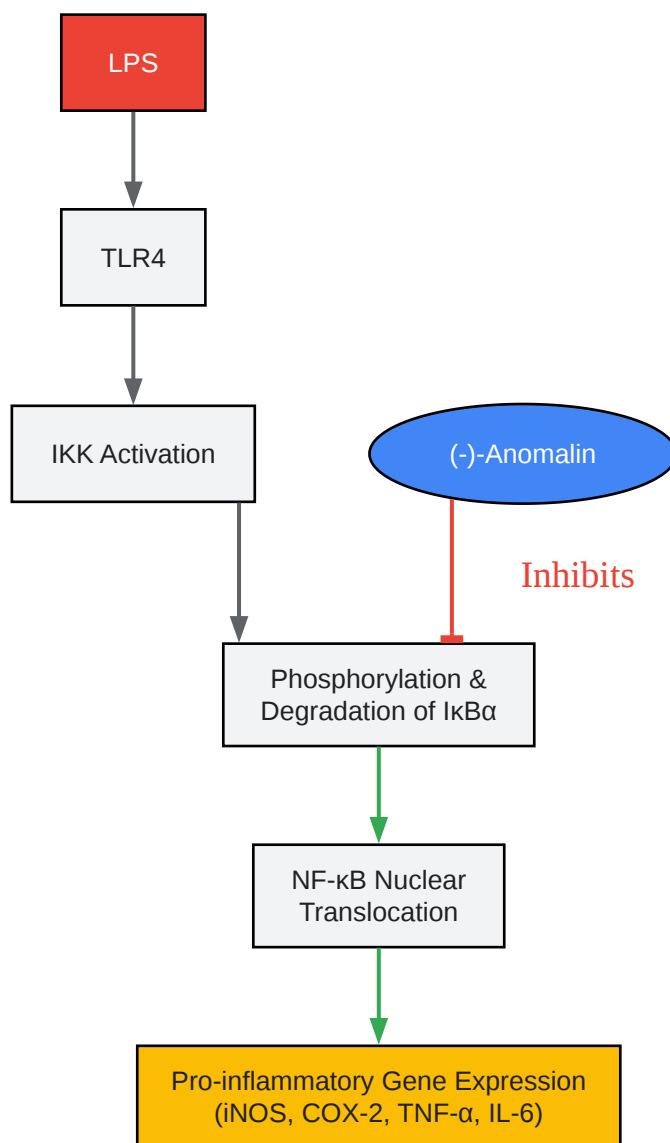 LPS
TLR4
IKK Activation
(-)-Anomalin
Inhibits
Phosphorylation &
Degradation of IκBα
NF-κB Nuclear
Translocation
Pro-inflammatory Gene Expression
(iNOS, COX-2, TNF-α, IL-6)